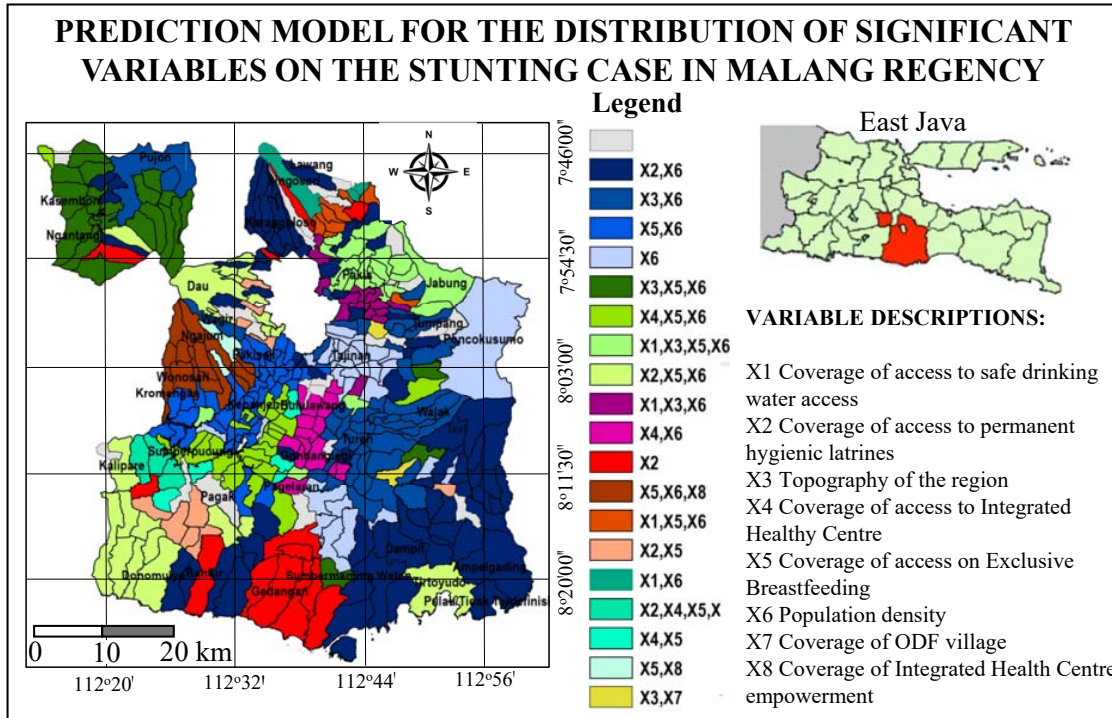 PREDICTION MODEL FOR THE DISTRIBUTION OF SIGNIFICANT
VARIABLES ON THE STUNTING CASE IN MALANG REGENCY
Legend
X2,X6
X3,X6
X5,X6
X6
X3,X5,X6
X4,X5,X6
X1,X3,X5,X6
X2,X5,X6
X1,X3,X6
X4,X6
X2
X5,X6,X8
X1,X5,X6
X2,X5
X1,X6
X2,X4,X5,X
X4,X5
X5,X8
X3,X7
East Java
VARIABLE DESCRIPTIONS:
X1 Coverage of access to safe drinking
water access
X2 Coverage of access to permanent
hygienic latrines
X3 Topography of the region
X4 Coverage of access to Integrated
Healthy Centre
X5 Coverage of access on Exclusive
Breastfeeding
X6 Population density
X7 Coverage of ODF village
X8 Coverage of Integrated Health Centre
empowerment
N
W
E
S
Pujon
Lawang
Kasembon
Ngantang
Pakis
Jabung
Dau
Wagir
Tumpang
Poncokusumo
Ngajum
Pakisaji
Tajinan
Wonosari
Kromengan
Wajak
Bululawang
Turen
Sumberpucung
Gondanglegi
Kalipare
Pagak
Pagelaran
Dampit
Ampelgading
Donomulyo
Bantur
Gedangan
Sumbermanjing Wetan
Tirtoyudo
7°46'00"
7°54'30"
8°03'00"
8°11'30"
8°20'00"
0 10 20 km
112°20'
112°32'
112°44'
112°56'